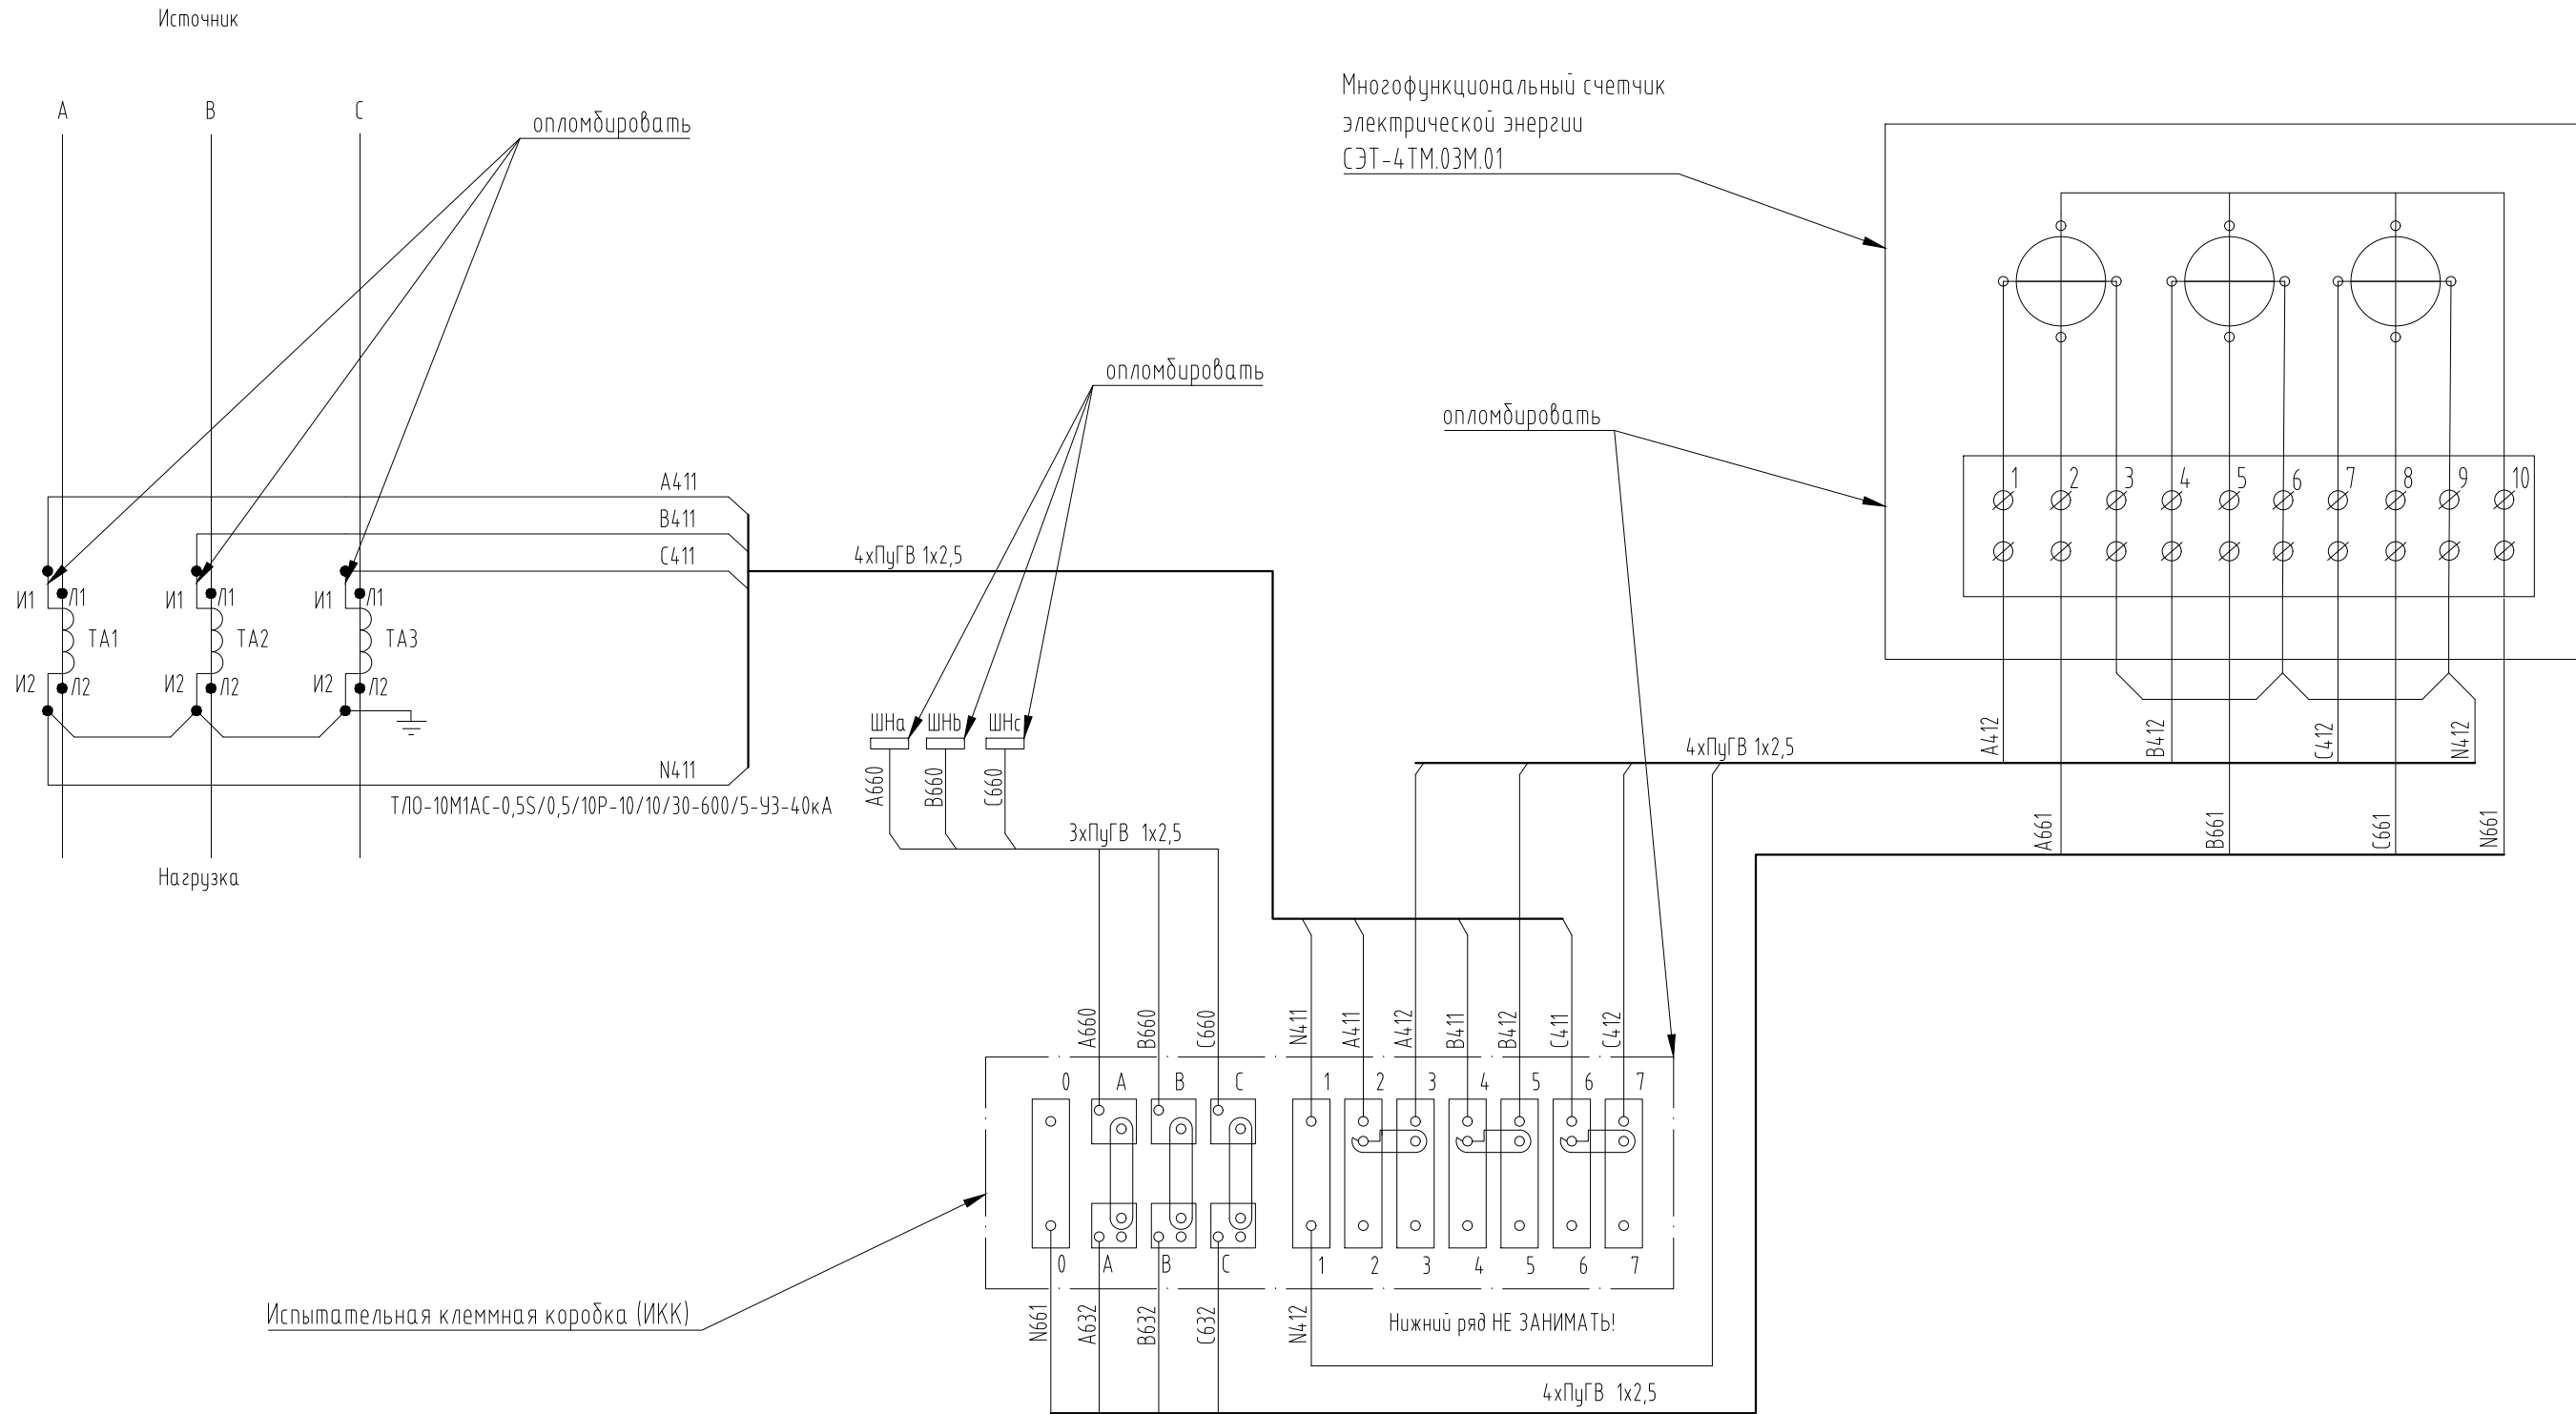 Источник
A
B
C
опломбировать
Многофункциональный счетчик
электрической энергии
СЭТ-4ТМ.03М.01
опломбировать
опломбировать
1 2 3 4 5 6 7 8 9 10
A411
B411
C411
4хПуГВ 1х2,5
И1 Л1 И1 Л1 И1 Л1
ТА1 ТА2 ТА3
И2 Л2 И2 Л2 И2 Л2
N411
ТЛО-10М1АС-0,5S/0,5/10Р-10/10/30-600/5-У3-40кА
Нагрузка
ШНа ШНb ШНс
A660 B660 C660
3хПуГВ 1х2,5
4хПуГВ 1х2,5
A412 B412 C412 N412
A661 B661 C661 N661
A660 B660 C660 N411 A411 A412 B411 B412 C411 C412
0 A B C 1 2 3 4 5 6 7
0 A B C 1 2 3 4 5 6 7
Испытательная клеммная коробка (ИКК)
N661 A632 B632 C632 N412
Нижний ряд НЕ ЗАНИМАТЬ!
4хПуГВ 1х2,5